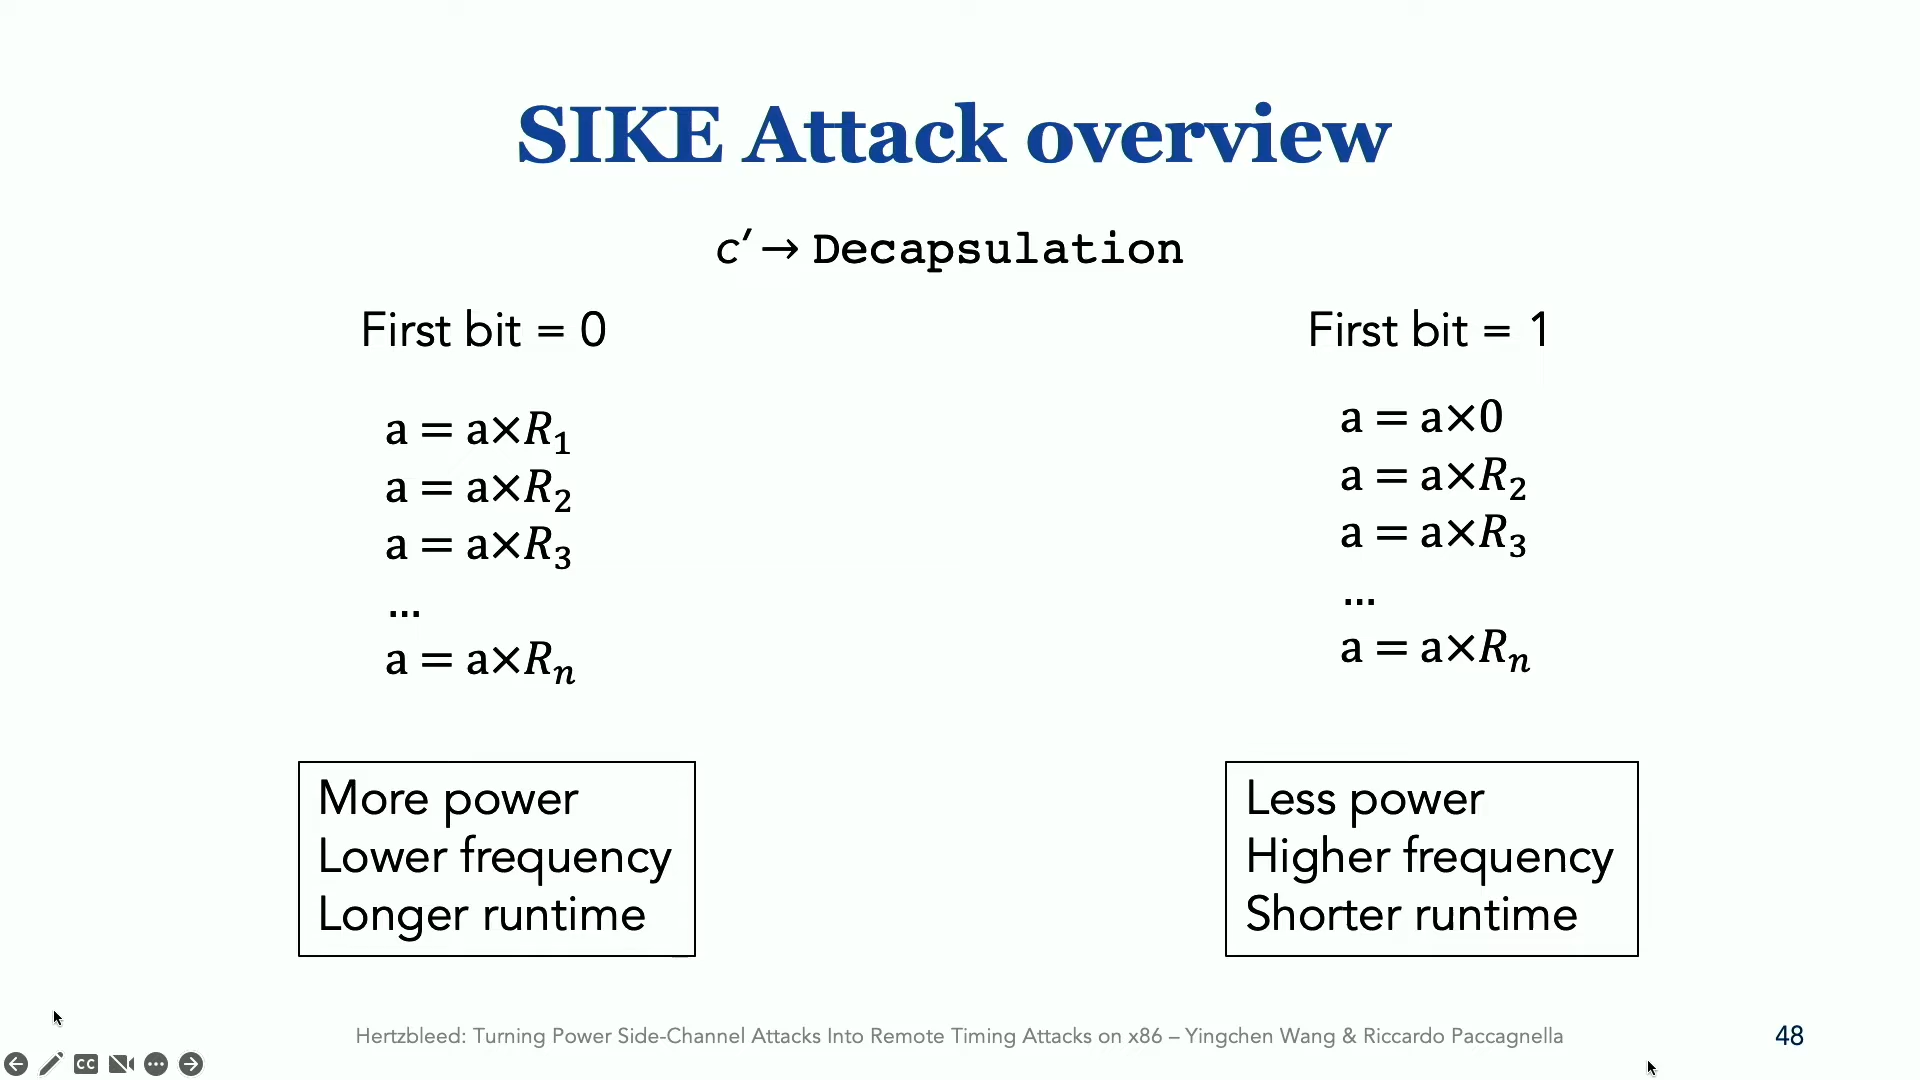 SIKE Attack overview
c′→ Decapsulation
First bit = 0
a = a×R₁
a = a×R₂
a = a×R₃
...
a = a×Rₙ
More power
Lower frequency
Longer runtime
First bit = 1
a = a×0
a = a×R₂
a = a×R₃
...
a = a×Rₙ
Less power
Higher frequency
Shorter runtime
Hertzbleed: Turning Power Side-Channel Attacks Into Remote Timing Attacks on x86 – Yingchen Wang & Riccardo Paccagnella
48
CC